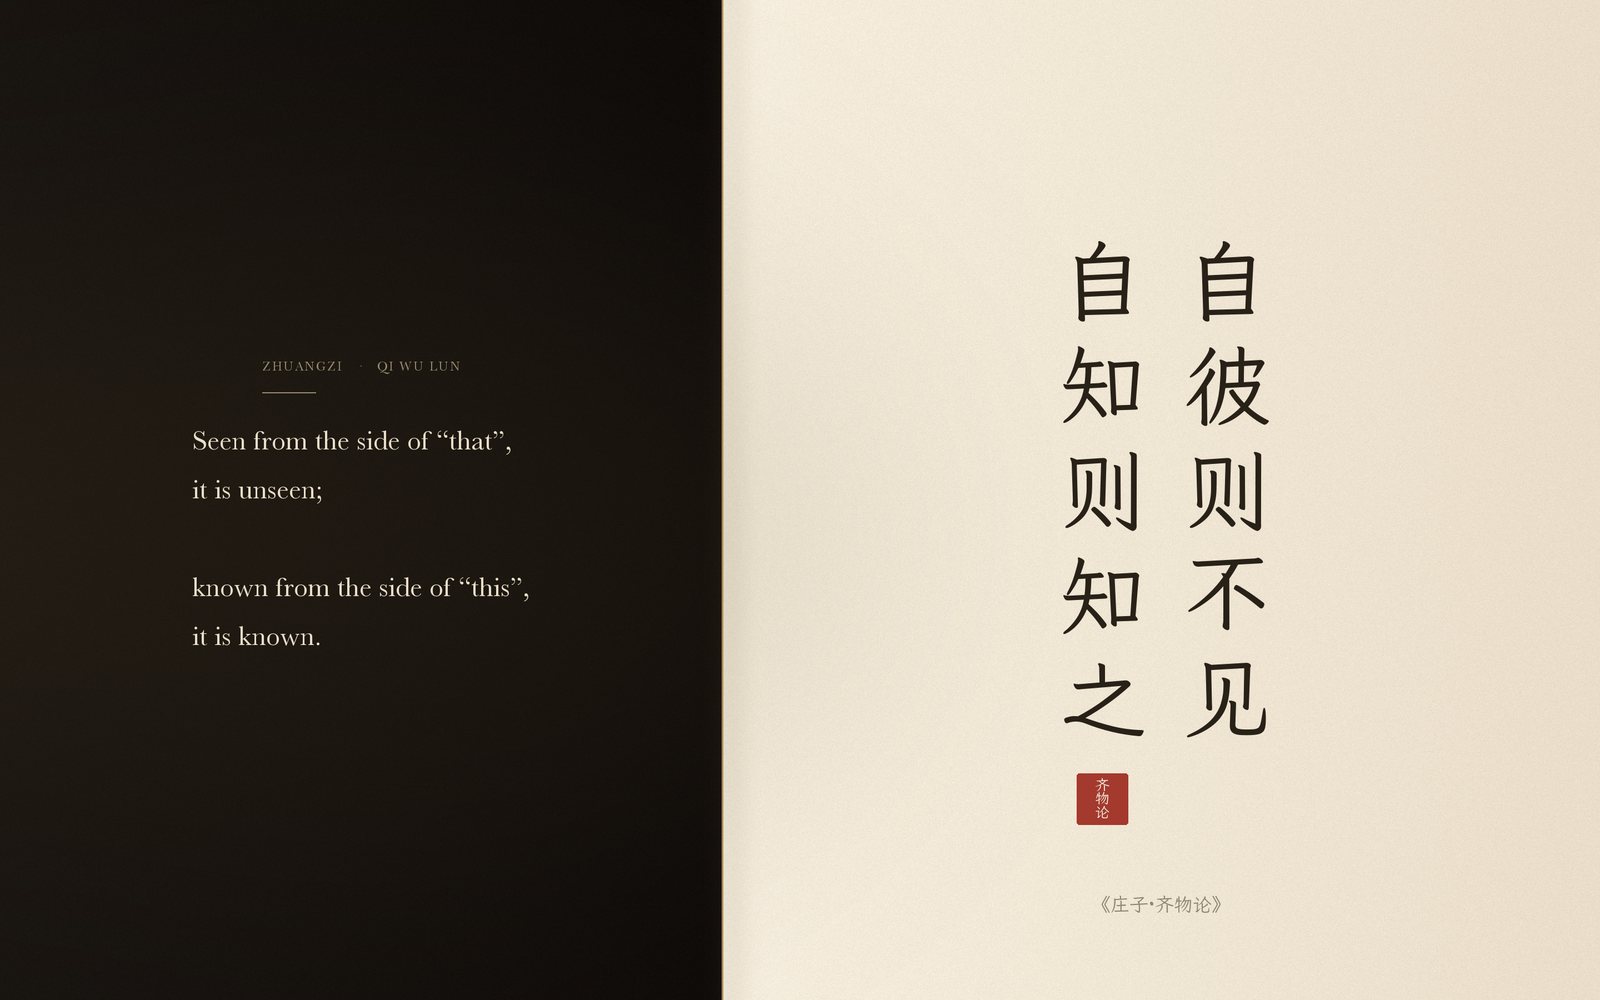 ZHUANGZI · QI WU LUN
Seen from the side of “that”,
it is unseen;
known from the side of “this”,
it is known.
自彼则不见
自知则知之
齐物论
《庄子·齐物论》